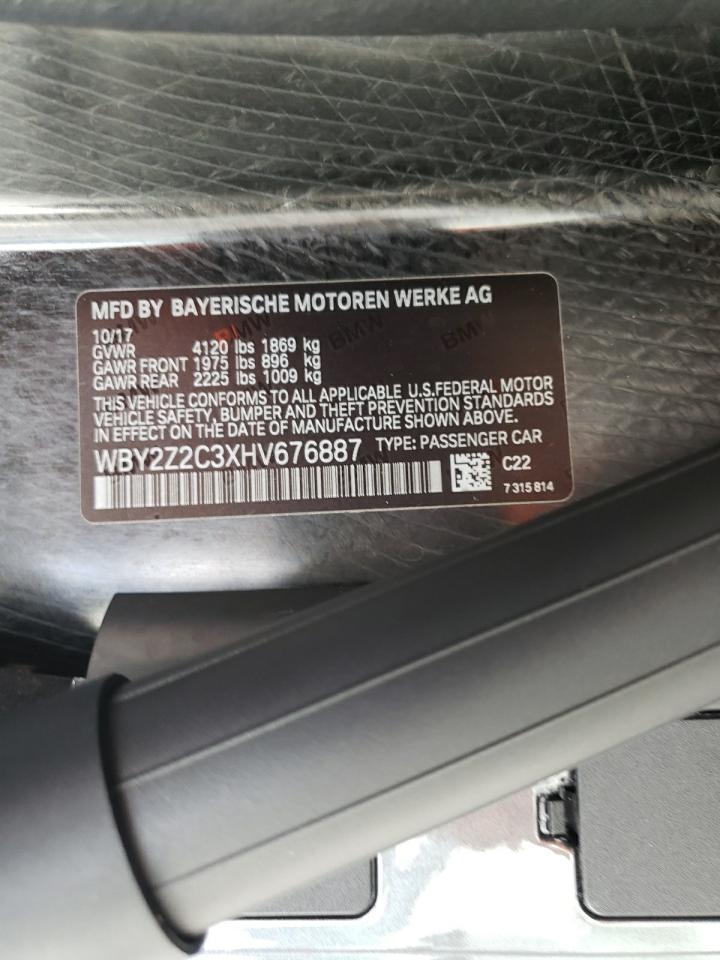 MFD BY BAYERISCHE MOTOREN WERKE AG
10/17
GVWR 4120 lbs 1869 kg
GAWR FRONT 1975 lbs 896 kg
GAWR REAR 2225 lbs 1009 kg
THIS VEHICLE CONFORMS TO ALL APPLICABLE U.S.FEDERAL MOTOR
VEHICLE SAFETY, BUMPER AND THEFT PREVENTION STANDARDS
IN EFFECT ON THE DATE OF MANUFACTURE SHOWN ABOVE.
WBY2Z2C3XHV676887 TYPE: PASSENGER CAR
C22
7 315 814
BMW BMW BMW